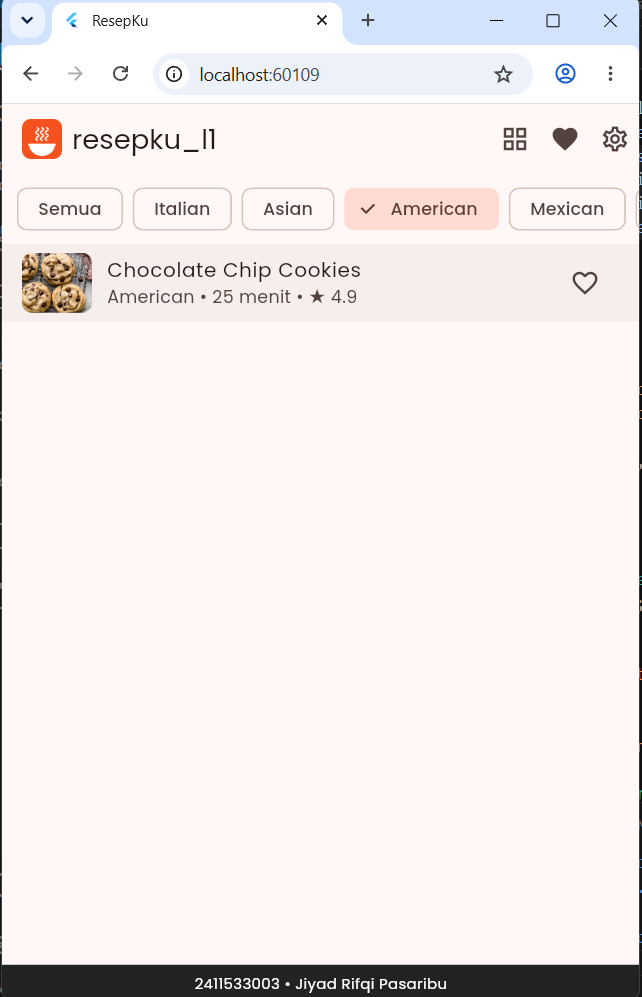 ResepKu
localhost:60109
resepku_l1
Semua Italian Asian American Mexican
Chocolate Chip Cookies
American • 25 menit • ★ 4.9
2411533003 • Jiyad Rifqi Pasaribu